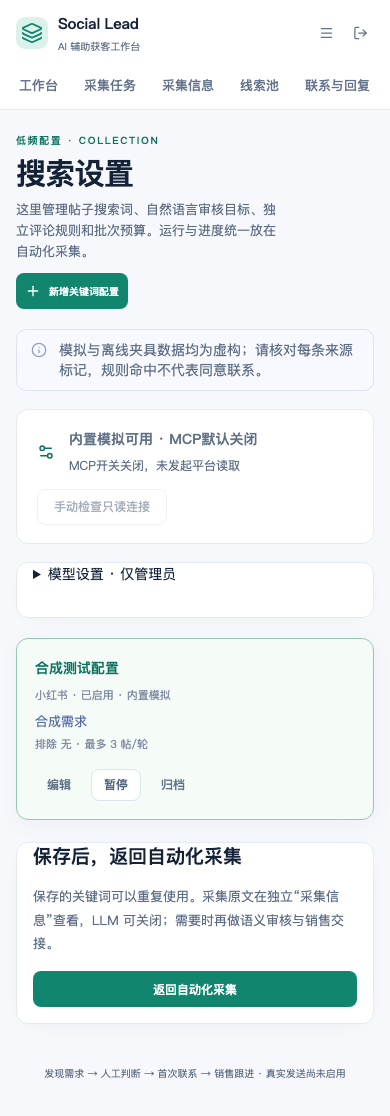 Social Lead
AI 辅助获客工作台
工作台 采集任务 采集信息 线索池 联系与回复
低频配置 · COLLECTION
搜索设置
这里管理帖子搜索词、自然语言审核目标、独
立评论规则和批次预算。运行与进度统一放在
自动化采集。
新增关键词配置
模拟与离线夹具数据均为虚构；请核对每条来源
标记，规则命中不代表同意联系。
内置模拟可用 · MCP默认关闭
MCP开关关闭，未发起平台读取
手动检查只读连接
模型设置 · 仅管理员
合成测试配置
小红书 · 已启用 · 内置模拟
合成需求
排除 无 · 最多 3 帖/轮
编辑 暂停 归档
保存后，返回自动化采集
保存的关键词可以重复使用。采集原文在独立“采集信
息”查看，LLM 可关闭；需要时再做语义审核与销售交
接。
返回自动化采集
发现需求 → 人工判断 → 首次联系 → 销售跟进 · 真实发送尚未启用